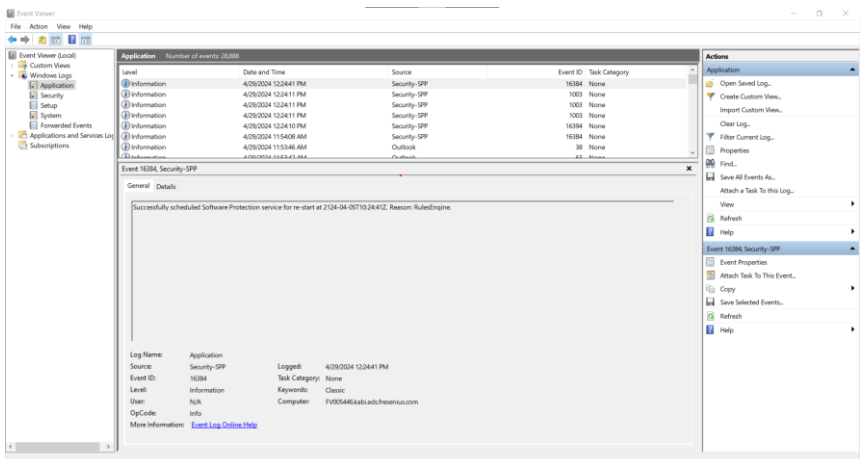 Event Viewer
File Action View Help
Event Viewer (Local)
Custom Views
Windows Logs
Application
Security
Setup
System
Forwarded Events
Applications and Services Log
Subscriptions
Application Number of events: 28,888
Level Date and Time Source Event ID Task Category
Information 4/29/2024 12:24:41 PM Security-SPP 16384 None
Information 4/29/2024 12:24:11 PM Security-SPP 1003 None
Information 4/29/2024 12:24:11 PM Security-SPP 1003 None
Information 4/29/2024 12:24:11 PM Security-SPP 1003 None
Information 4/29/2024 12:24:10 PM Security-SPP 16394 None
Information 4/29/2024 11:54:08 AM Security-SPP 16384 None
Information 4/29/2024 11:53:46 AM Outlook 38 None
Information 4/29/2024 11:53:42 AM Outlook 63 None
Event 16384, Security-SPP
General Details
Successfully scheduled Software Protection service for re-start at 2124-04-05T10:24:41Z. Reason: RulesEngine.
Log Name: Application
Source: Security-SPP Logged: 4/29/2024 12:24:41 PM
Event ID: 16384 Task Category: None
Level: Information Keywords: Classic
User: N/A Computer: FV005446.kabi.ads.fresenius.com
OpCode: Info
More Information: Event Log Online Help
Actions
Application
Open Saved Log...
Create Custom View...
Import Custom View...
Clear Log...
Filter Current Log...
Properties
Find...
Save All Events As...
Attach a Task To this Log...
View
Refresh
Help
Event 16384, Security-SPP
Event Properties
Attach Task To This Event...
Copy
Save Selected Events...
Refresh
Help